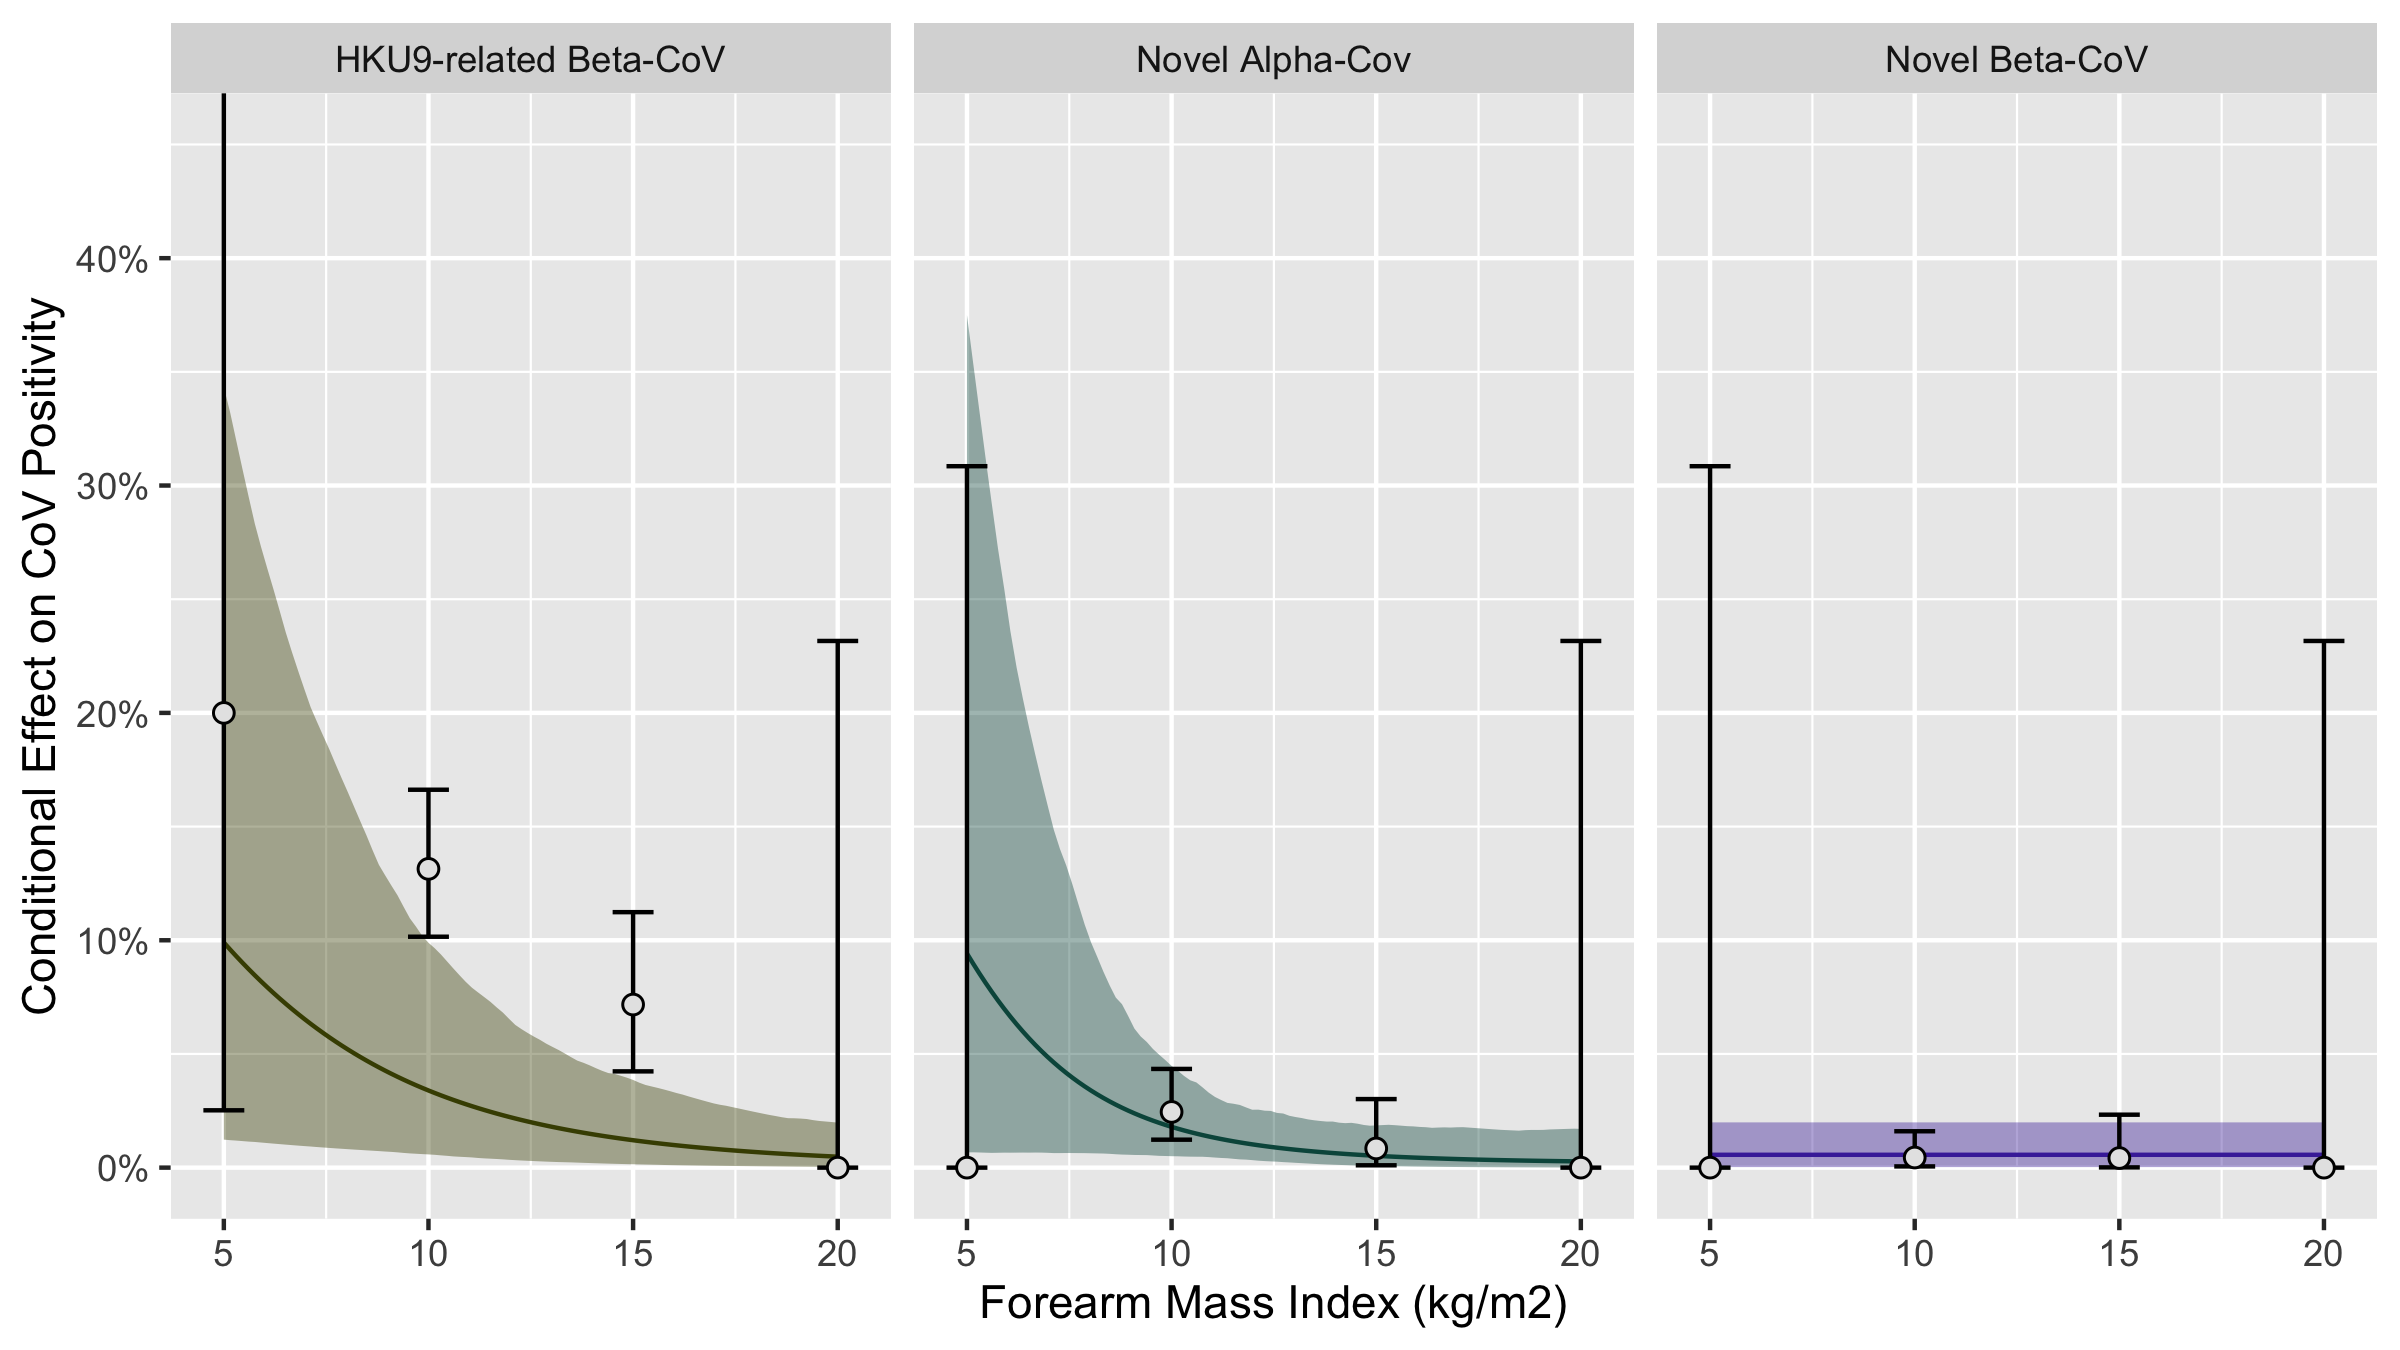 HKU9-related Beta-CoV
Novel Alpha-Cov
Novel Beta-CoV
Conditional Effect on CoV Positivity
40%
30%
20%
10%
0%
5 10 15 20
5 10 15 20
5 10 15 20
Forearm Mass Index (kg/m2)